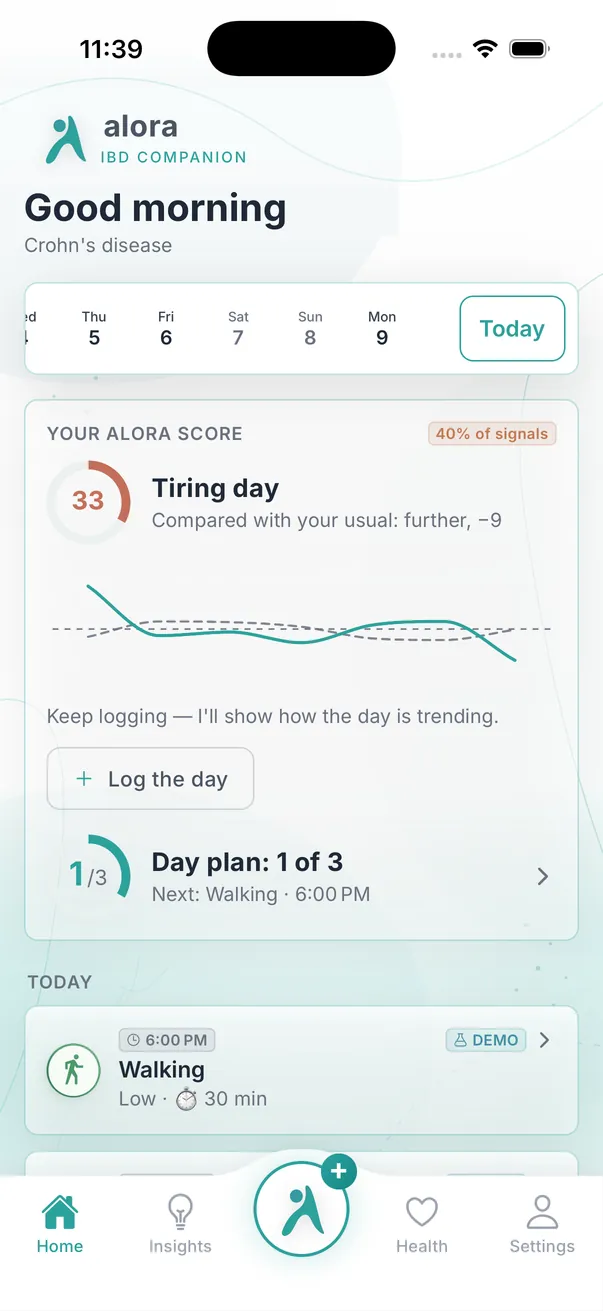 11:39
alora
IBD COMPANION
Good morning
Crohn's disease
Thu Fri Sat Sun Mon
5 6 7 8 9
Today
YOUR ALORA SCORE
40% of signals
33
Tiring day
Compared with your usual: further, −9
Keep logging — I'll show how the day is trending.
+ Log the day
1/3
Day plan: 1 of 3
Next: Walking · 6:00 PM
TODAY
6:00 PM
DEMO
Walking
Low · ⏱ 30 min
Home
Insights
Health
Settings